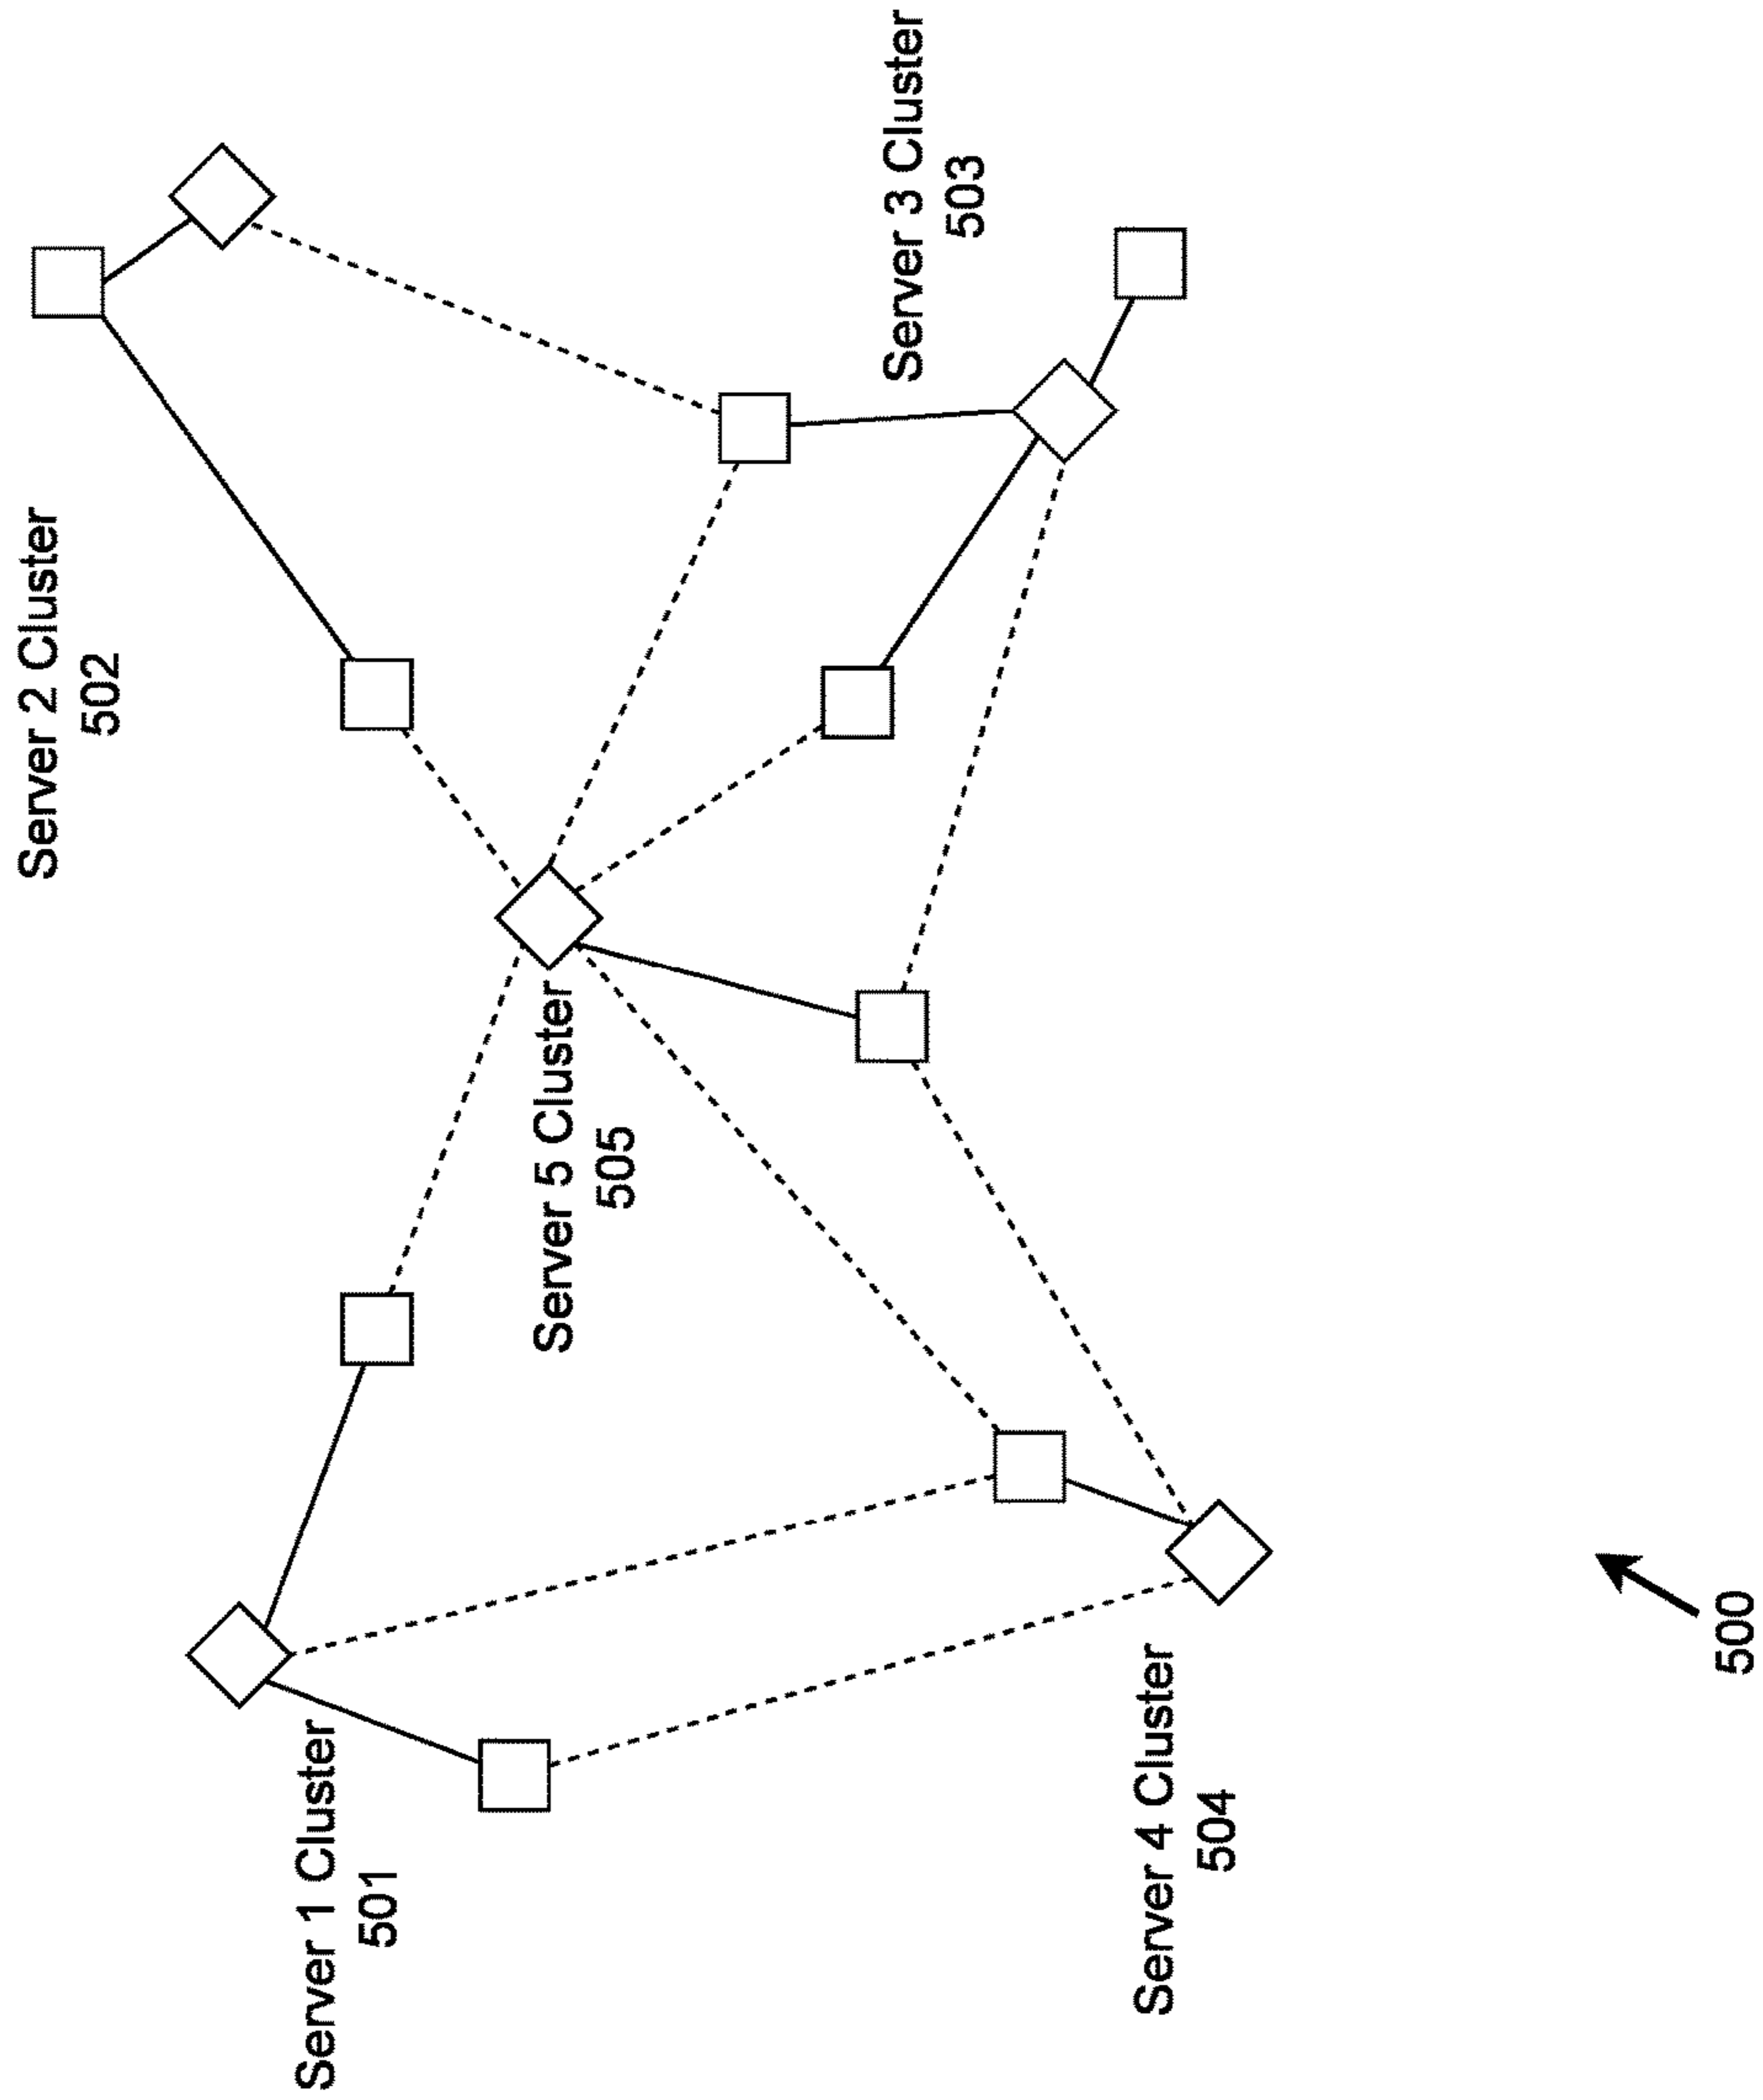 Server 2 Cluster
502
Server 1 Cluster
501
Server 5 Cluster
505
Server 3 Cluster
503
Server 4 Cluster
504
500